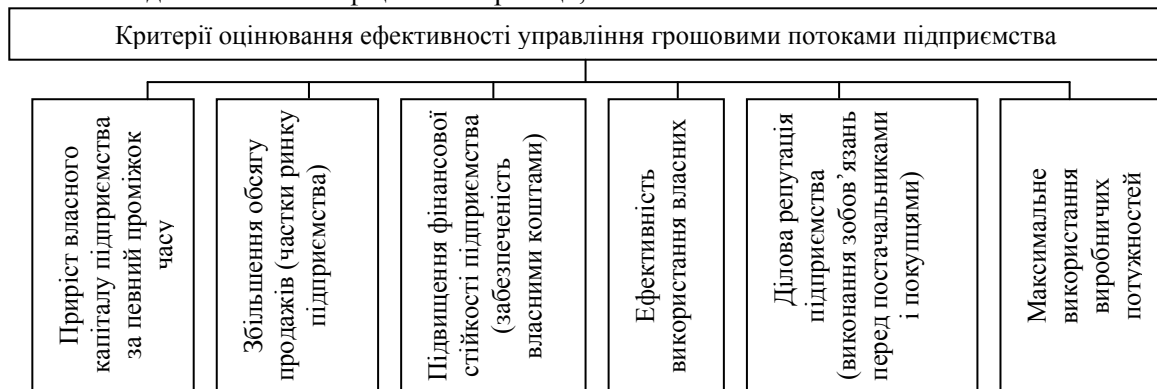 Критерії оцінювання ефективності управління грошовими потоками підприємства
Приріст власного
капіталу підприємства
за певний проміжок
часу
Збільшення обсягу
продажів (частки ринку
підприємства)
Підвищення фінансової
стійкості підприємства
(забезпеченість
власними коштами)
Ефективність
використання власних
Ділова репутація
підприємства
(виконання зобов’язань
перед постачальниками
і покупцями)
Максимальне
використання
виробничих
потужностей